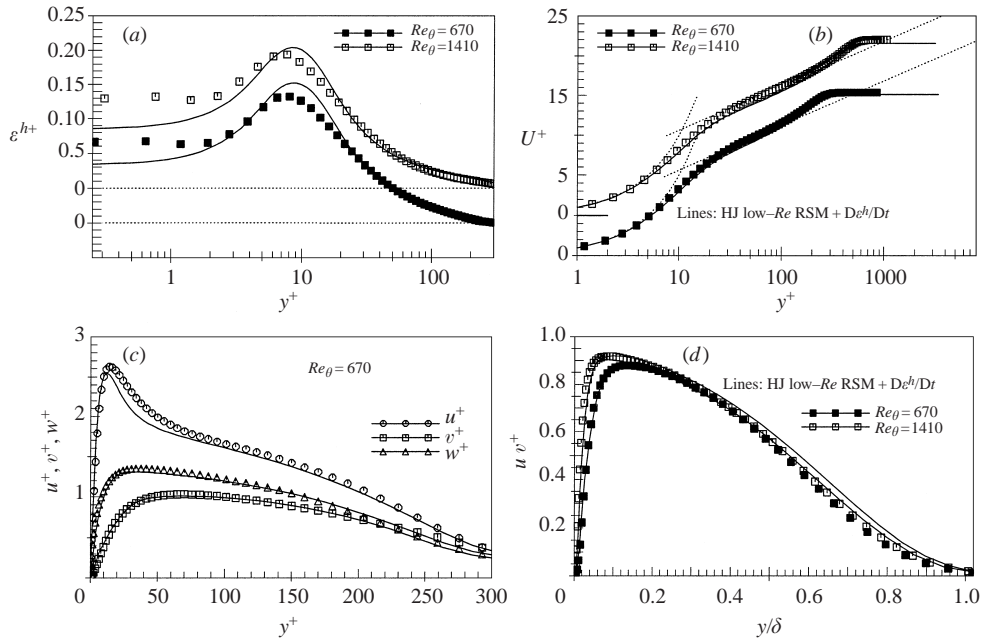 0.25
0.20
0.15
0.10
0.5
0
0
ε^{h+}
(a)
Re_θ = 670
Re_θ = 1410
1
10
100
y^+
25
15
5
0
5
0
U^+
(b)
Re_θ = 670
Re_θ = 1410
Lines: HJ low–Re RSM + Dε^h/Dt
1
10
100
1000
y^+
3
2
1
u^+, v^+, w^+
(c)
Re_θ = 670
u^+
v^+
w^+
0
50
100
150
200
250
300
y^+
1.0
0.8
0.6
0.4
0.2
0
u v^+
(d)
Lines: HJ low–Re RSM + Dε^h/Dt
Re_θ = 670
Re_θ = 1410
0
0.2
0.4
0.6
0.8
1.0
y/δ